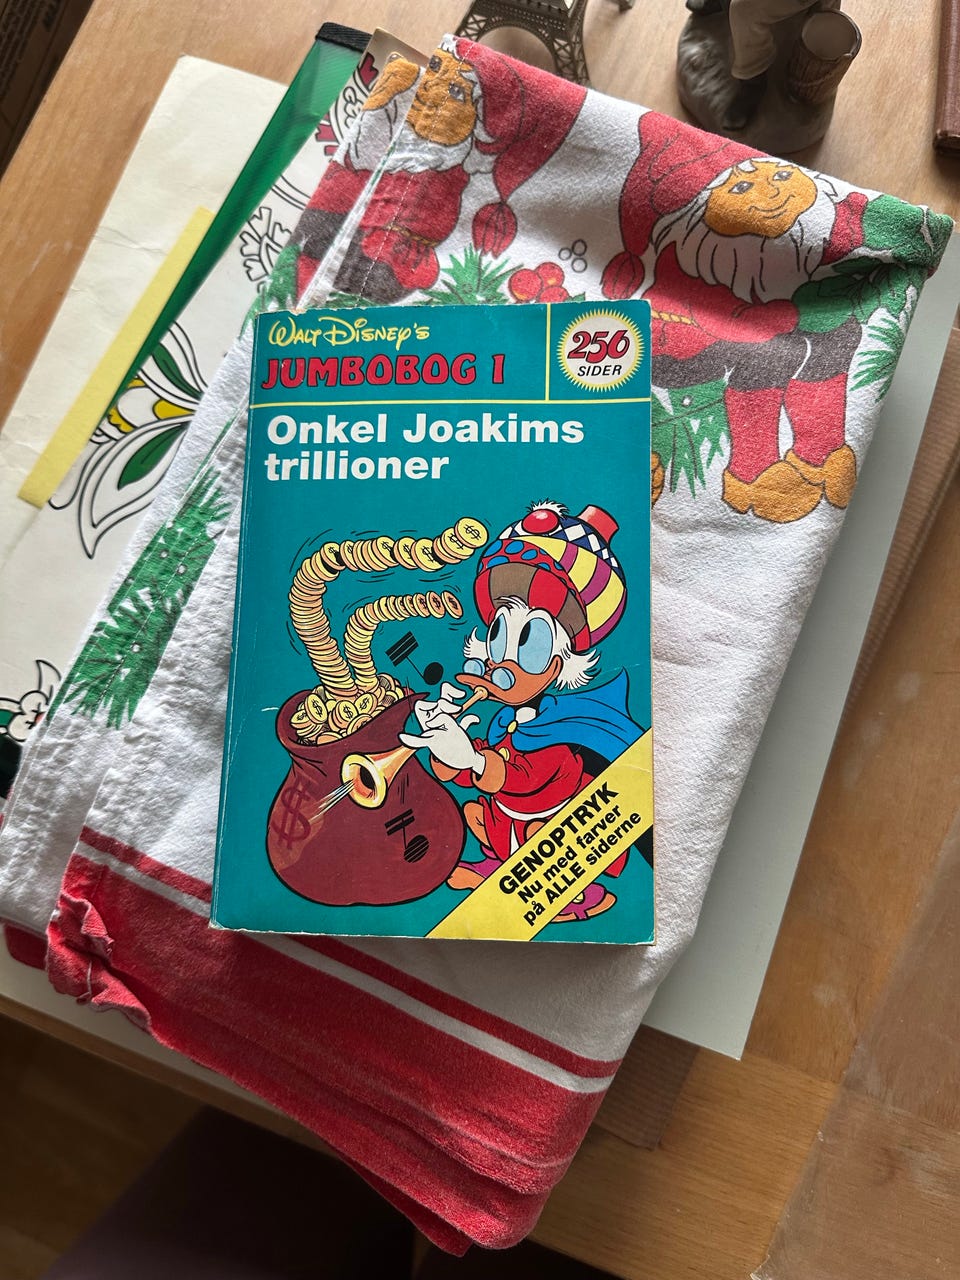 Walt Disney's
JUMBOBOG 1
256
SIDER
Onkel Joakims
trillioner
GENOPTRYK
Nu med farver
på ALLE siderne